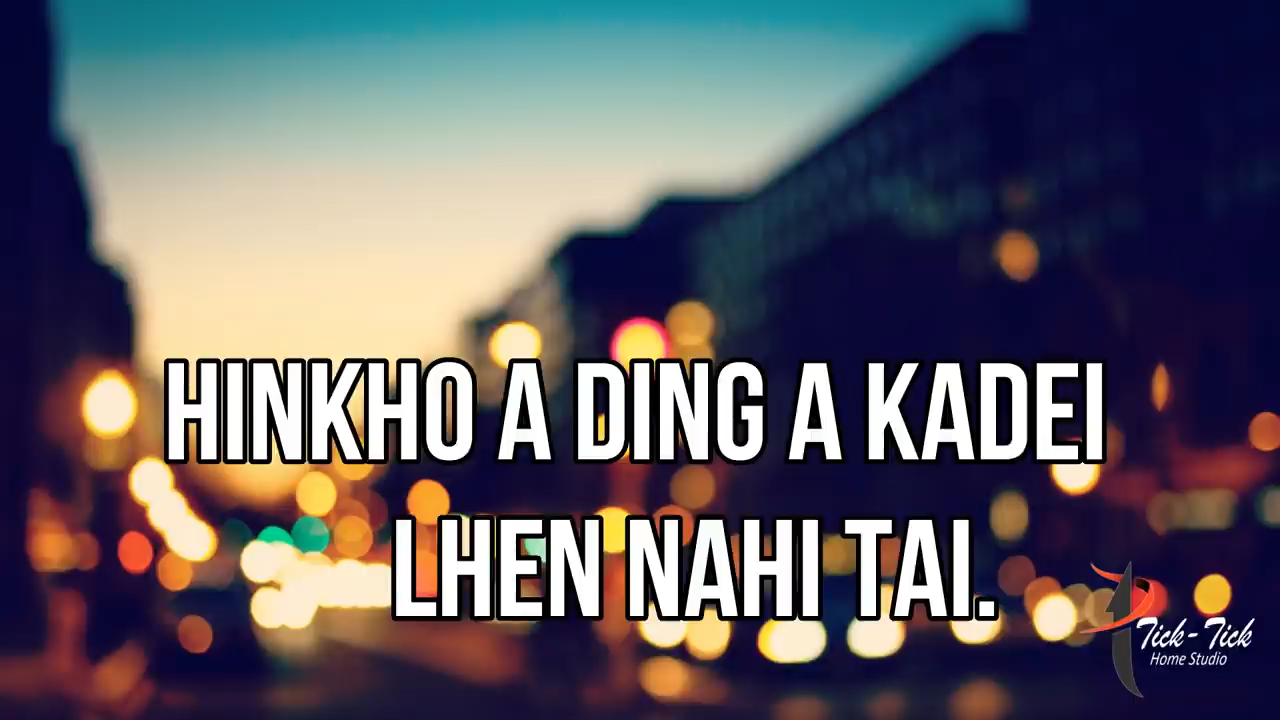 HINKHO A DING A KADEI
LHEN NAHI TAI.
Tick-Tick
Home Studio